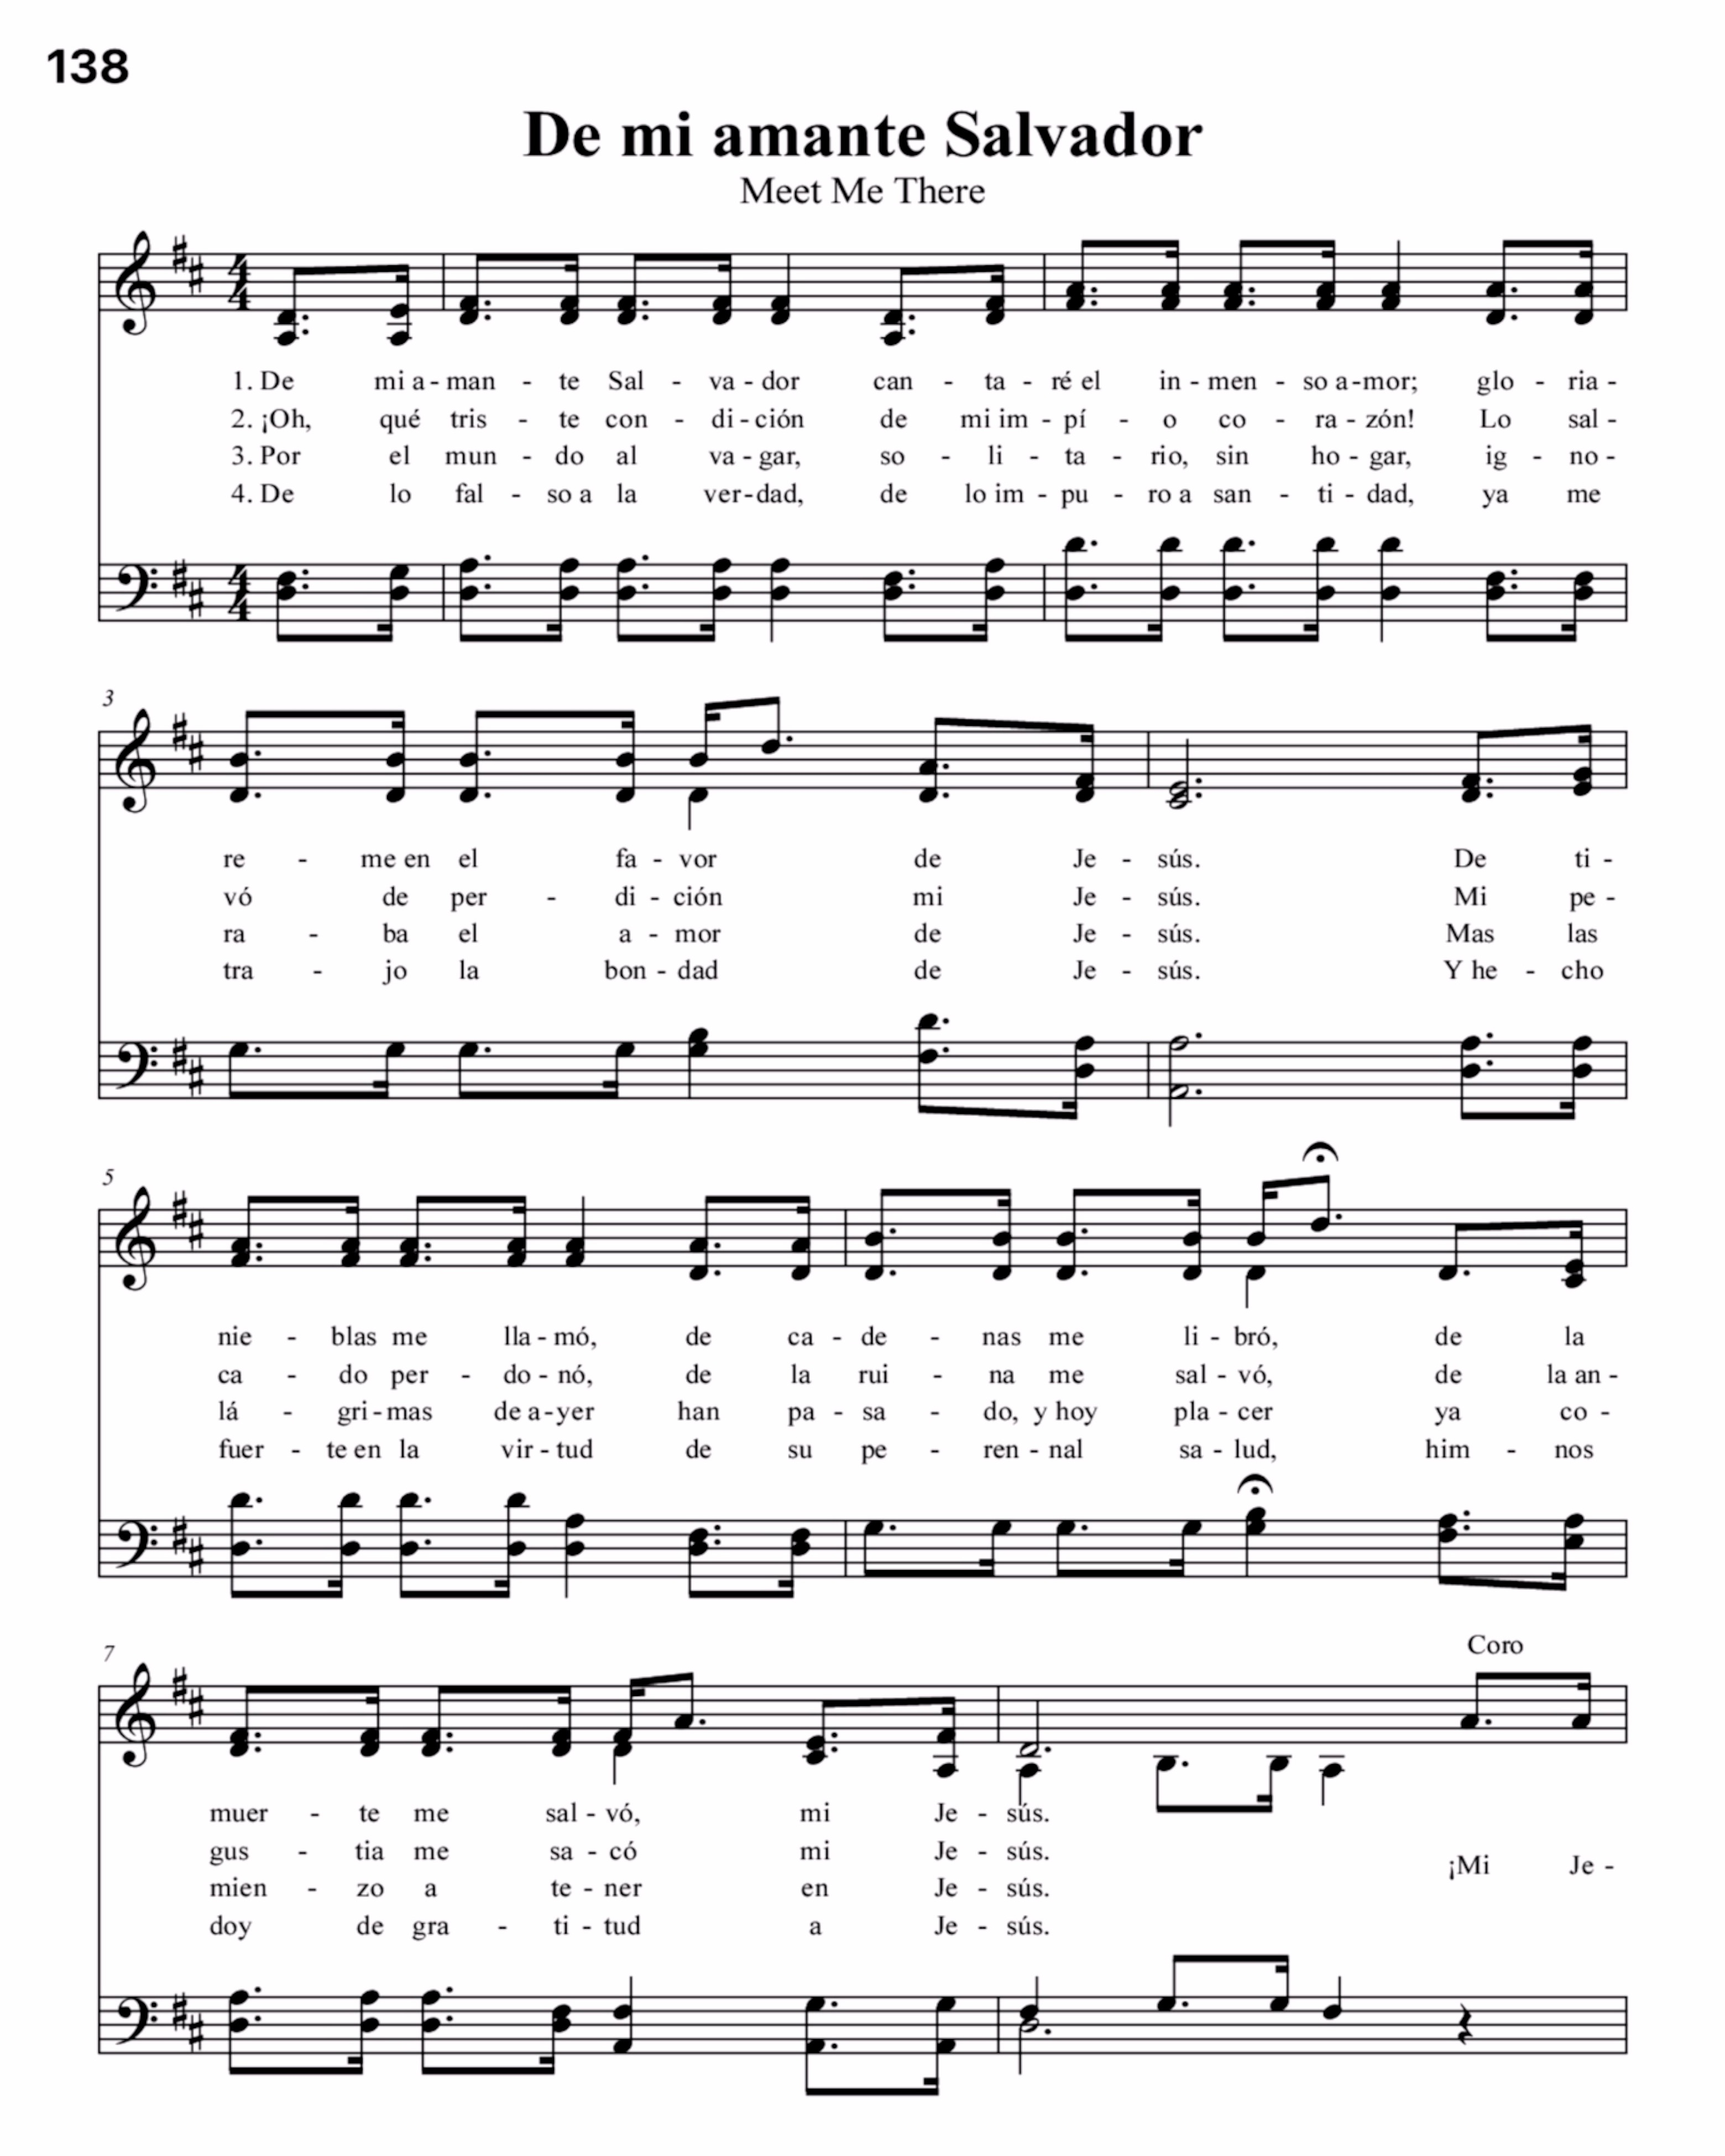 138
De mi amante Salvador
Meet Me There
4
4
1. De mi a - man - te Sal - va - dor can - ta - ré el in - men - so a - mor; glo - ria -
2. ¡Oh, qué tris - te con - di - ción de mi im - pí - o co - ra - zón! Lo sal -
3. Por el mun - do al va - gar, so - li - ta - rio, sin ho - gar, ig - no -
4. De lo fal - so a la ver - dad, de lo im - pu - ro a san - ti - dad, ya me
4
4
3
re - me en el fa - vor de Je - sús. De ti -
vó de per - di - ción mi Je - sús. Mi pe -
ra - ba el a - mor de Je - sús. Mas las
tra - jo la bon - dad de Je - sús. Y he - cho
5
nie - blas me lla - mó, de ca - de - nas me li - bró, de la
ca - do per - do - nó, de la rui - na me sal - vó, de la an -
lá - gri - mas de a - yer han pa - sa - do, y hoy pla - cer ya co -
fuer - te en la vir - tud de su pe - ren - nal sa - lud, him - nos
7
Coro
muer - te me sal - vó, mi Je - sús.
gus - tia me sa - có mi Je - sús.
¡Mi Je -
mien - zo a te - ner en Je - sús.
doy de gra - ti - tud a Je - sús.